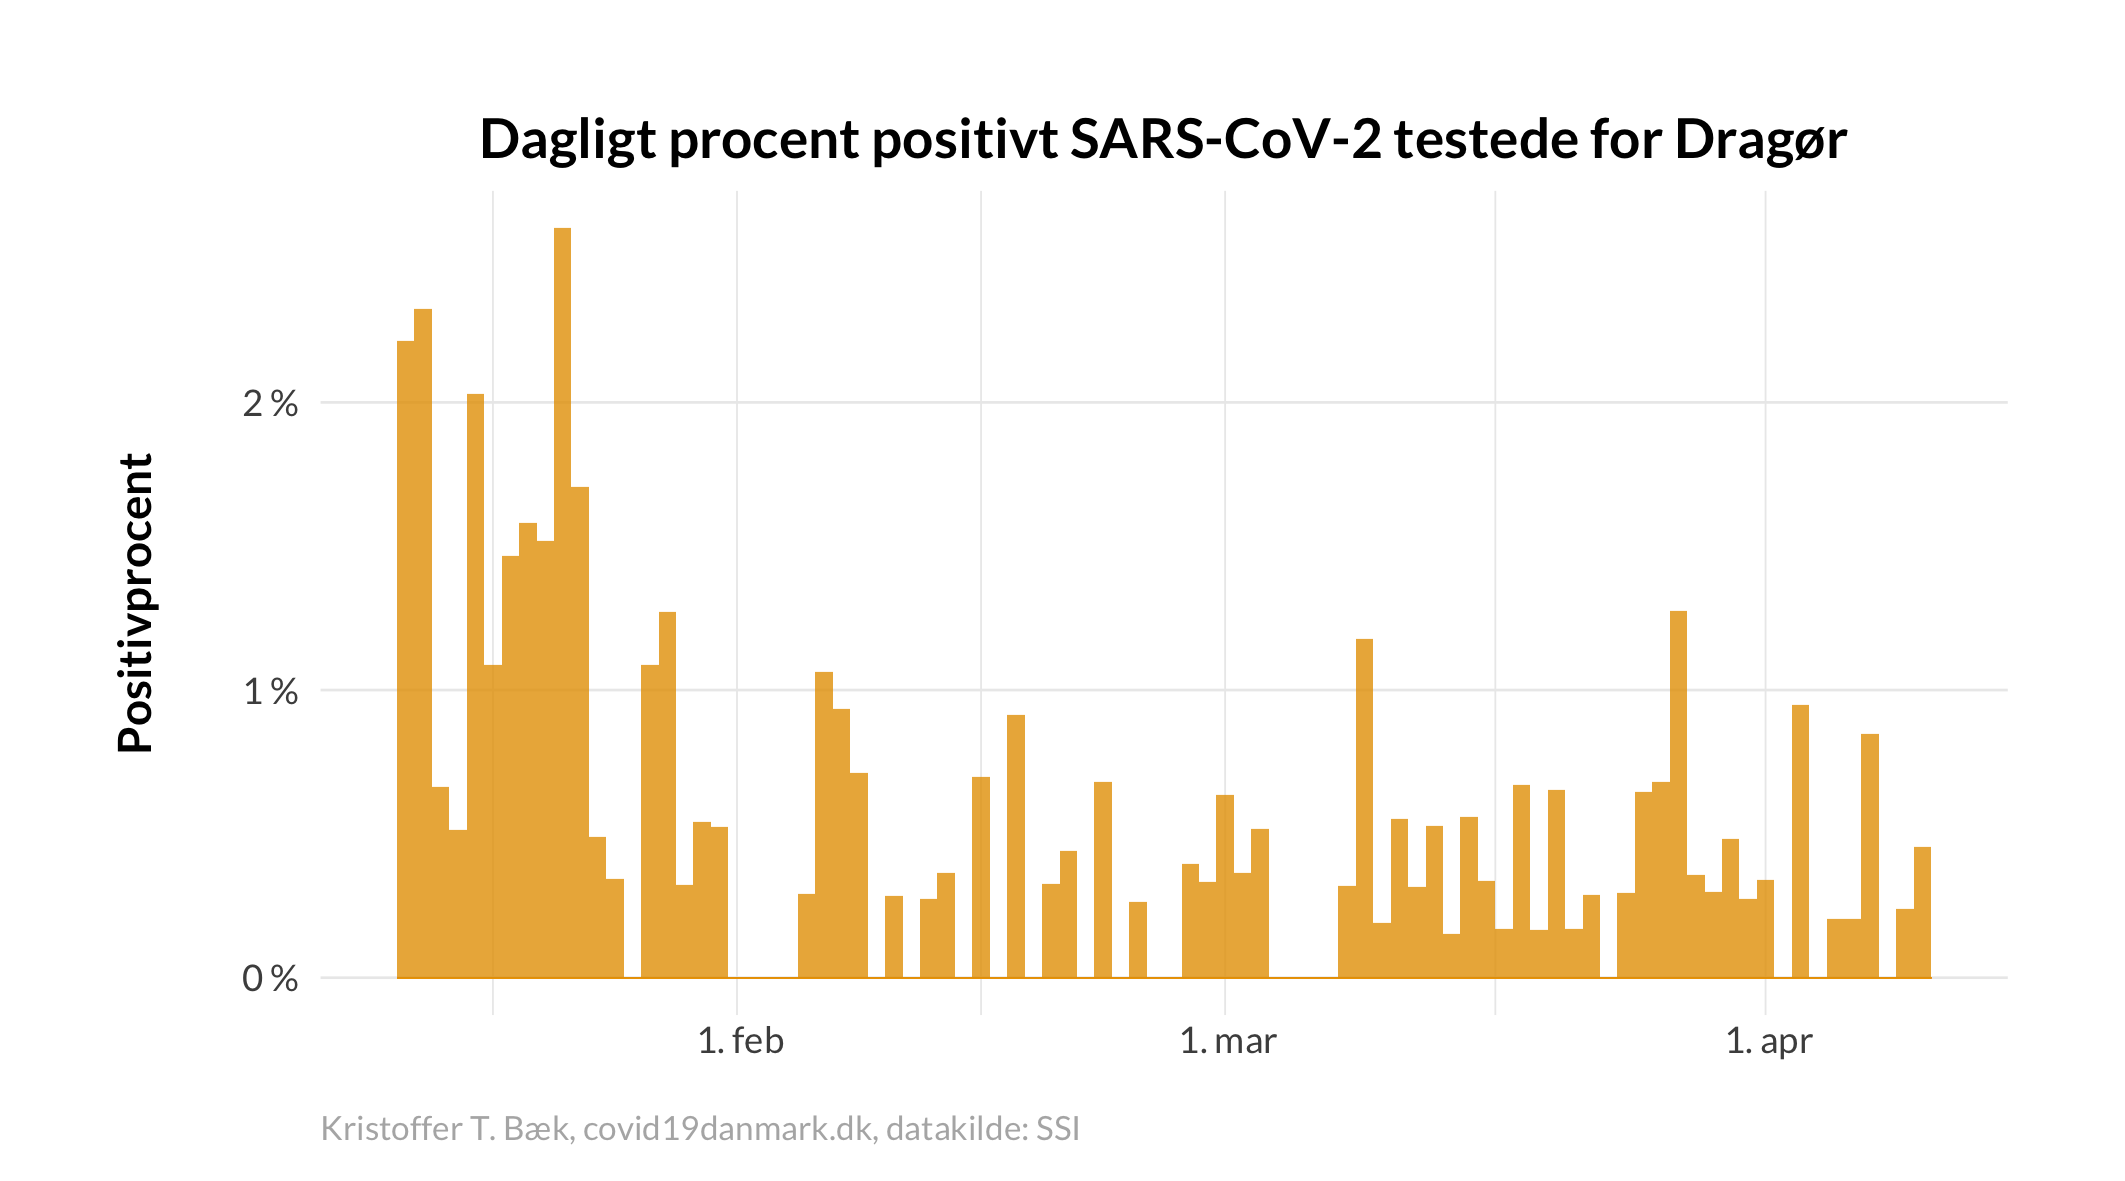 Dagligt procent positivt SARS-CoV-2 testede for Dragør
Positivprocent
2 %
1 %
0 %
1. feb
1. mar
1. apr
Kristoffer T. Bæk, covid19danmark.dk, datakilde: SSI